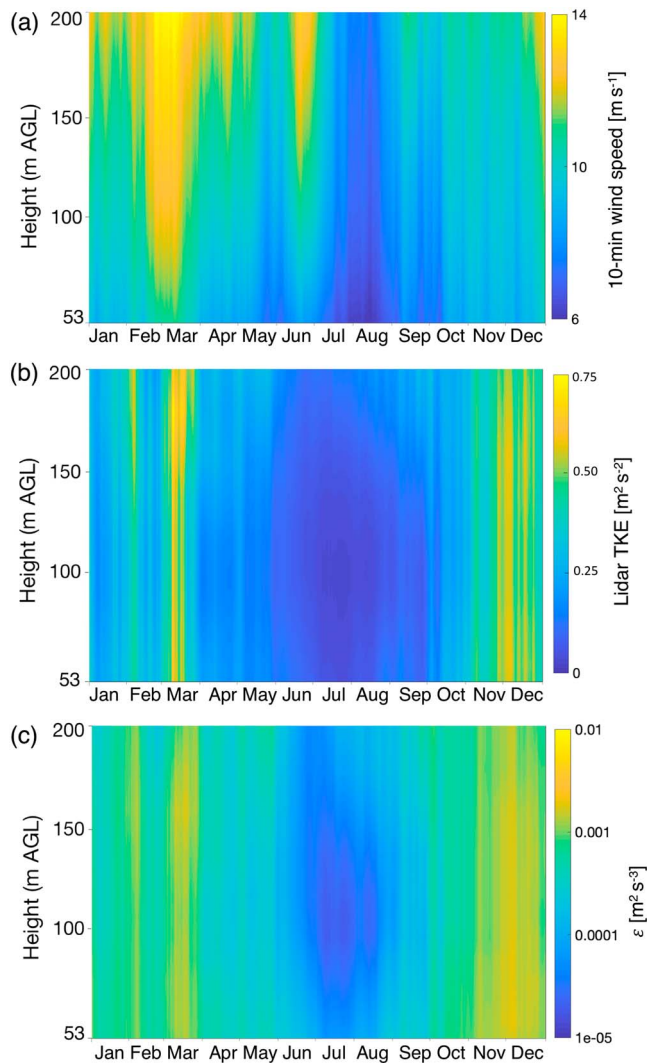 (a)
200
150
100
53
Height (m AGL)
Jan Feb Mar Apr May Jun Jul Aug Sep Oct Nov Dec
14
10
6
10-min wind speed [m s⁻¹]
(b)
200
150
100
53
Height (m AGL)
Jan Feb Mar Apr May Jun Jul Aug Sep Oct Nov Dec
0.75
0.50
0.25
0
Lidar TKE [m² s⁻²]
(c)
200
150
100
53
Height (m AGL)
Jan Feb Mar Apr May Jun Jul Aug Sep Oct Nov Dec
0.01
0.001
0.0001
1e-05
ε [m² s⁻³]